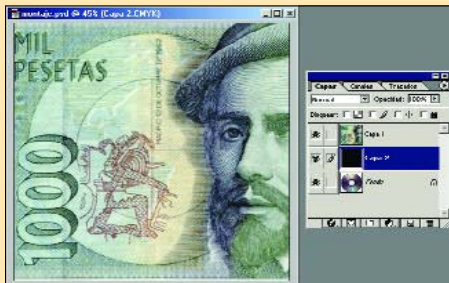 montaje.psd @ 45% (Capa 2,CMYK)
MIL
PESETAS
1000
Capas
Canales
Trazados
Normal
Opacidad: 100%
Bloquear:
Capa 1
Capa 2
Fondo